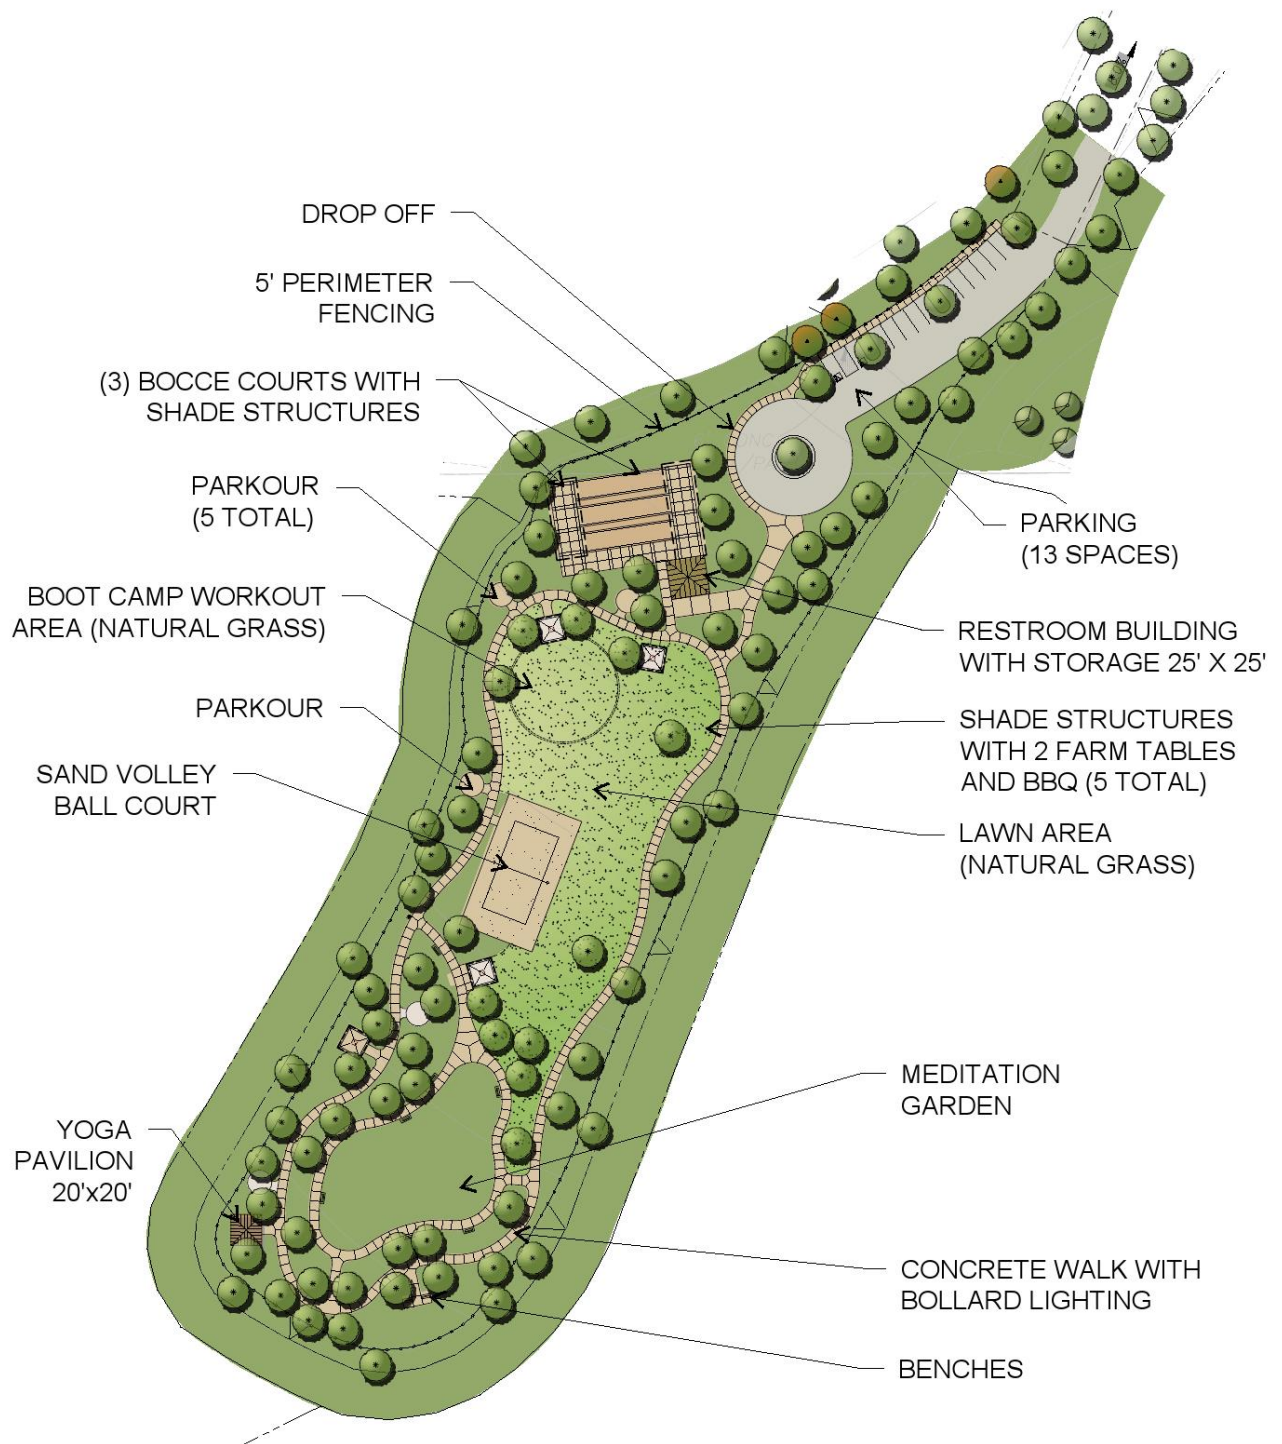 DROP OFF
5' PERIMETER
FENCING
(3) BOCCE COURTS WITH
SHADE STRUCTURES
PARKOUR
(5 TOTAL)
BOOT CAMP WORKOUT
AREA (NATURAL GRASS)
PARKOUR
SAND VOLLEY
BALL COURT
YOGA
PAVILION
20'x20'
PARKING
(13 SPACES)
RESTROOM BUILDING
WITH STORAGE 25' X 25'
SHADE STRUCTURES
WITH 2 FARM TABLES
AND BBQ (5 TOTAL)
LAWN AREA
(NATURAL GRASS)
MEDITATION
GARDEN
CONCRETE WALK WITH
BOLLARD LIGHTING
BENCHES